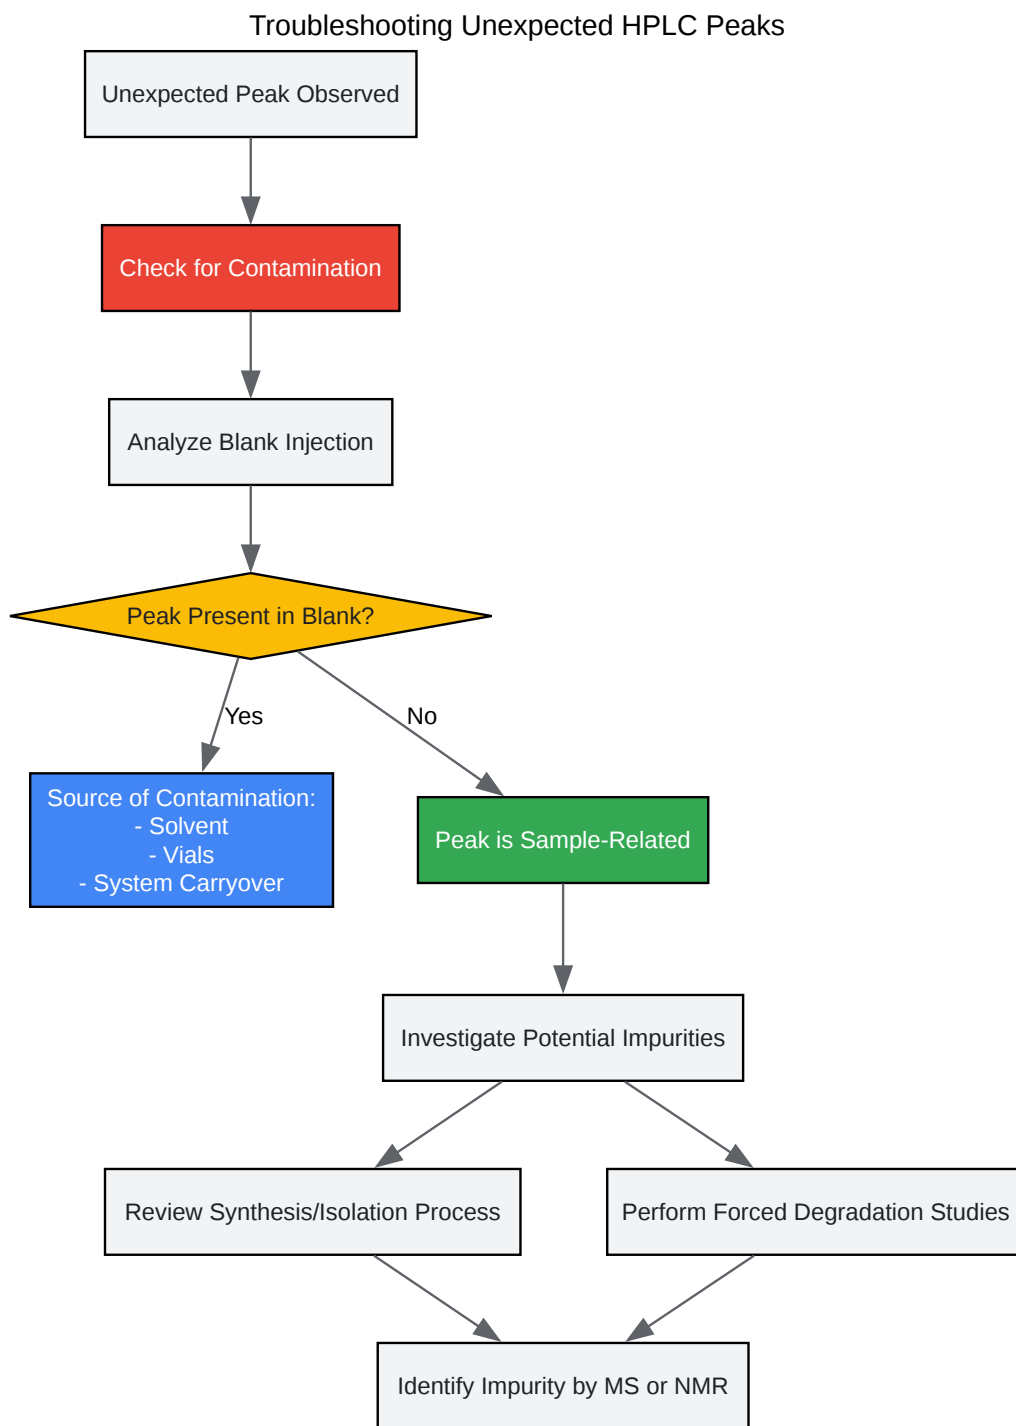 Troubleshooting Unexpected HPLC Peaks
Unexpected Peak Observed
Check for Contamination
Analyze Blank Injection
Peak Present in Blank?
Yes
No
Source of Contamination:
- Solvent
- Vials
- System Carryover
Peak is Sample-Related
Investigate Potential Impurities
Review Synthesis/Isolation Process
Perform Forced Degradation Studies
Identify Impurity by MS or NMR